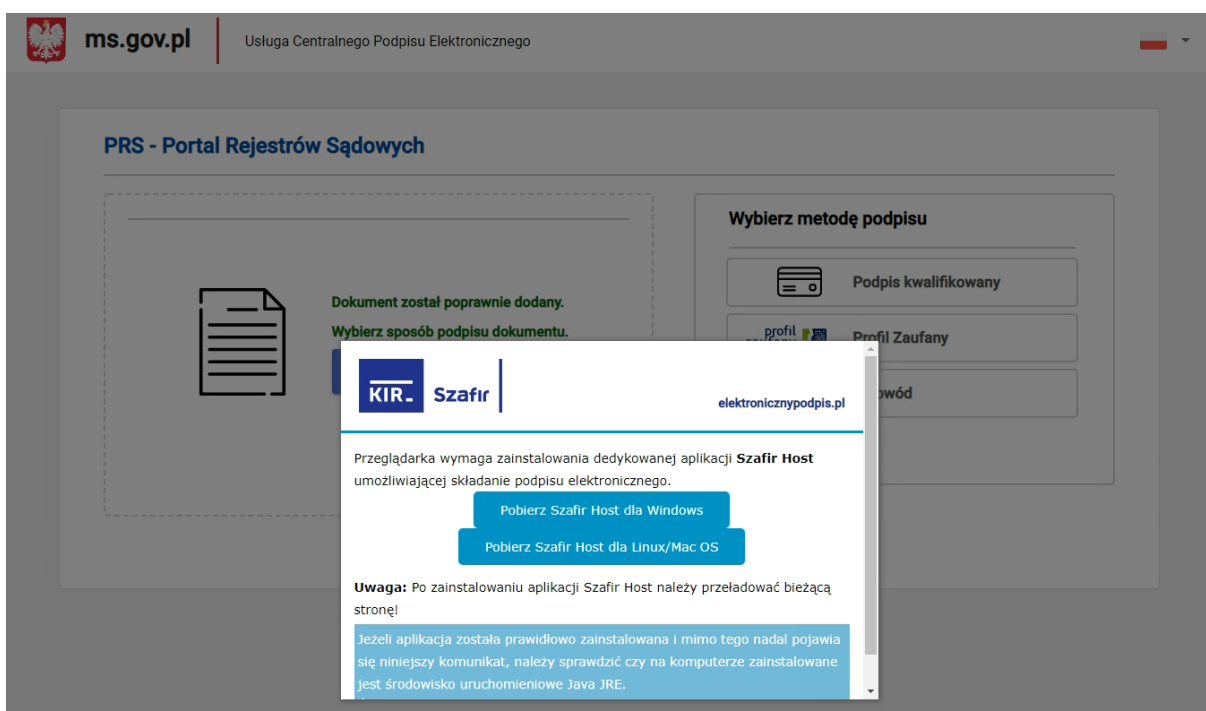 ms.gov.pl
Usługa Centralnego Podpisu Elektronicznego
PRS - Portal Rejestrów Sądowych
Dokument został poprawnie dodany.
Wybierz sposób podpisu dokumentu.
Wybierz metodę podpisu
Podpis kwalifikowany
profil
Profil Zaufany
KIR
Szafir
elektronicznypodpis.pl
Przeglądarka wymaga zainstalowania dedykowanej aplikacji Szafir Host
umożliwiającej składanie podpisu elektronicznego.
Pobierz Szafir Host dla Windows
Pobierz Szafir Host dla Linux/Mac OS
Uwaga: Po zainstalowaniu aplikacji Szafir Host należy przeładować bieżącą
stronę!
Jeżeli aplikacja została prawidłowo zainstalowana i mimo tego nadal pojawia
się niniejszy komunikat, należy sprawdzić czy na komputerze zainstalowane
jest środowisko uruchomieniowe Java JRE.